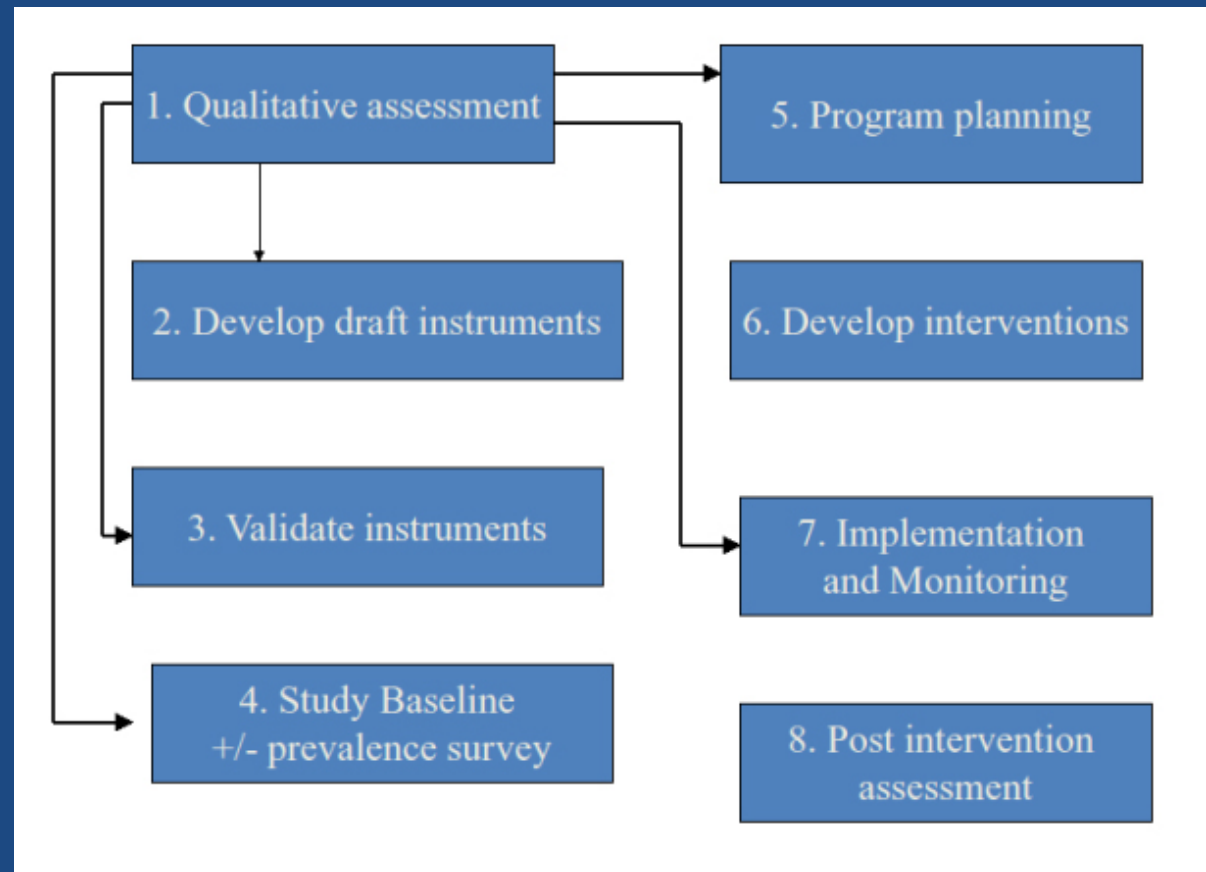 1. Qualitative assessment
2. Develop draft instruments
3. Validate instruments
4. Study Baseline
+/- prevalence survey
5. Program planning
6. Develop interventions
7. Implementation
and Monitoring
8. Post intervention
assessment